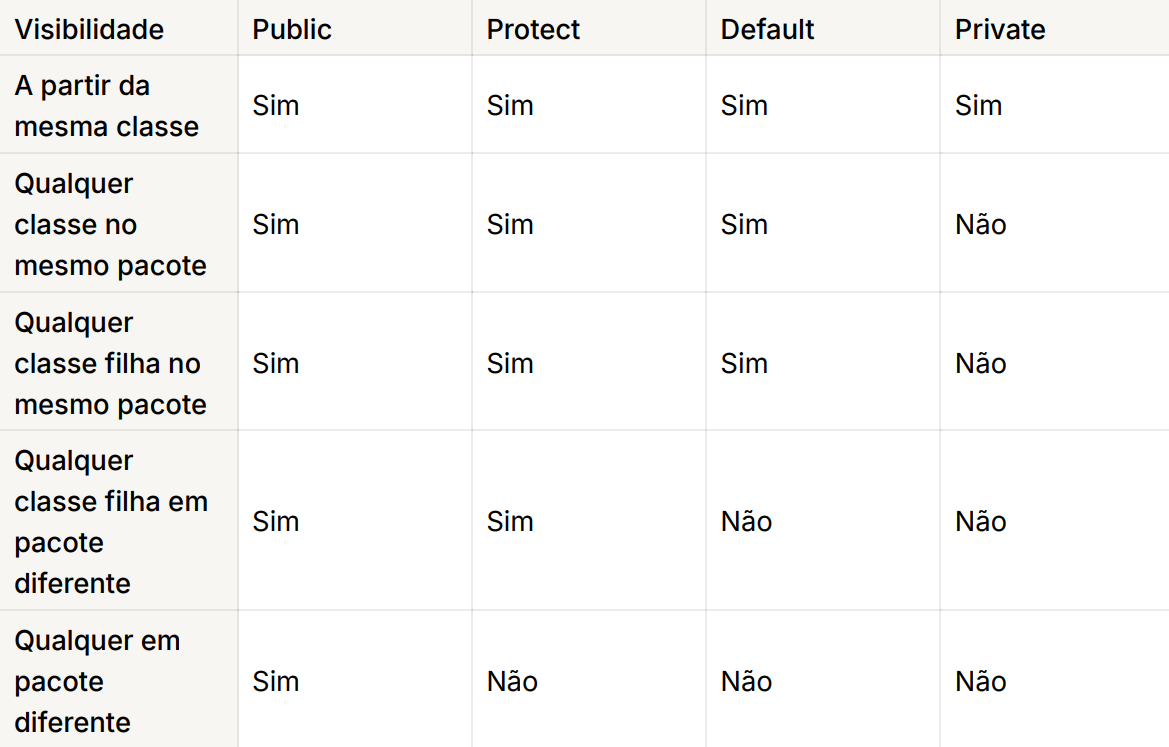 Visibilidade Public Protect Default Private
A partir da
mesma classe
Sim Sim Sim Sim
Qualquer
classe no
mesmo pacote
Sim Sim Sim Não
Qualquer
classe filha no
mesmo pacote
Sim Sim Sim Não
Qualquer
classe filha em
pacote
diferente
Sim Sim Não Não
Qualquer em
pacote
diferente
Sim Não Não Não